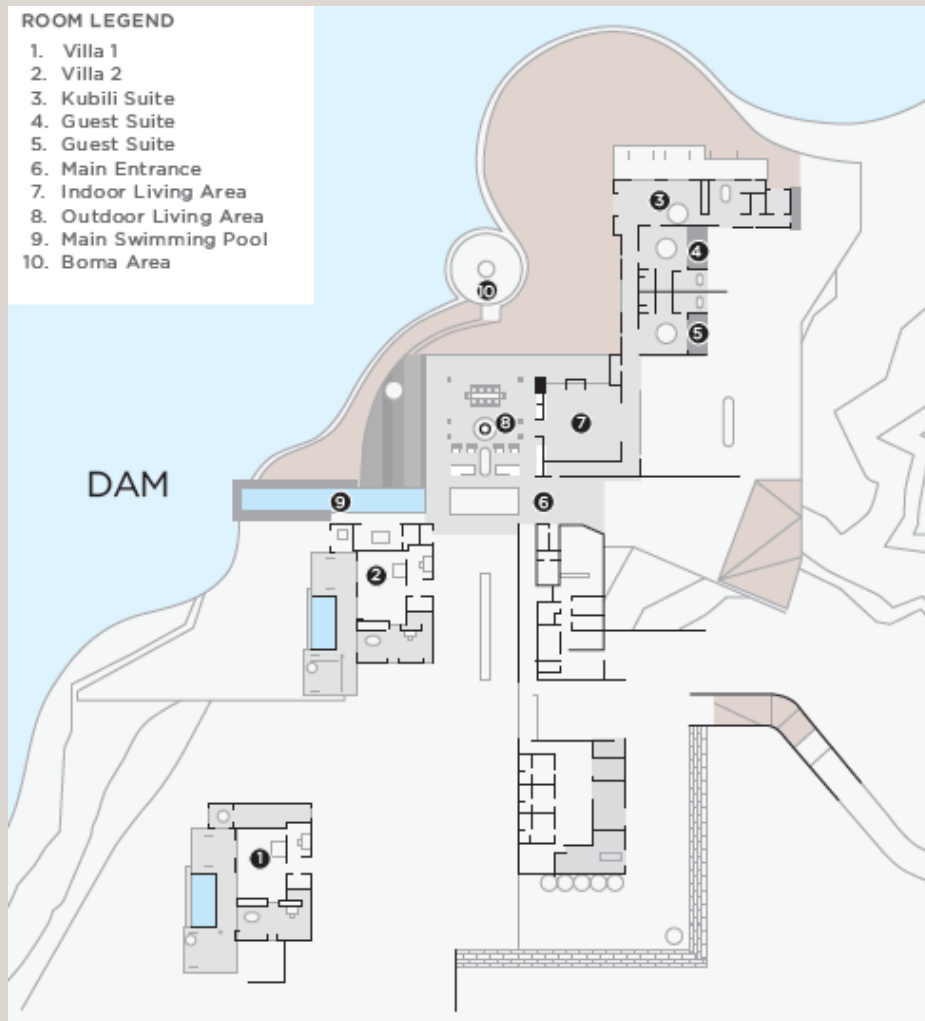 ROOM LEGEND
1. Villa 1
2. Villa 2
3. Kubili Suite
4. Guest Suite
5. Guest Suite
6. Main Entrance
7. Indoor Living Area
8. Outdoor Living Area
9. Main Swimming Pool
10. Boma Area
3
4
10
5
8
7
DAM
9
6
2
1